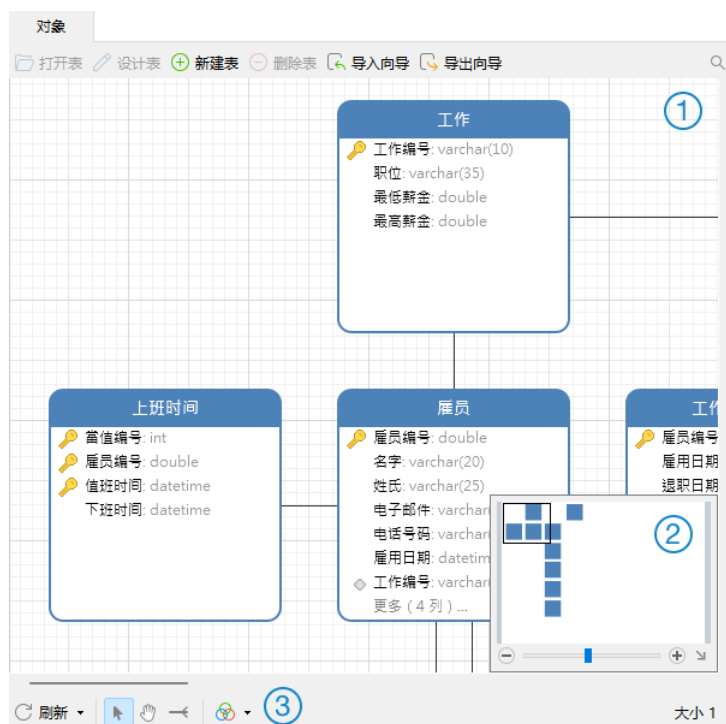 对象
打开表 设计表 新建表 删除表 导入向导 导出向导
1
工作
工作编号: varchar(10)
职位: varchar(35)
最低薪金: double
最高薪金: double
上班时间
當值编号: int
雇员编号: double
值班时间: datetime
下班时间: datetime
雇员
雇员编号: double
名字: varchar(20)
姓氏: varchar(25)
电子邮件: varchar(
电话号码: varchar(
雇用日期: datetim
工作编号: varchar(
更多 ( 4 列 ) ...
工作
雇员编号
雇用日期
退职日期
2
刷新
3
大小 1